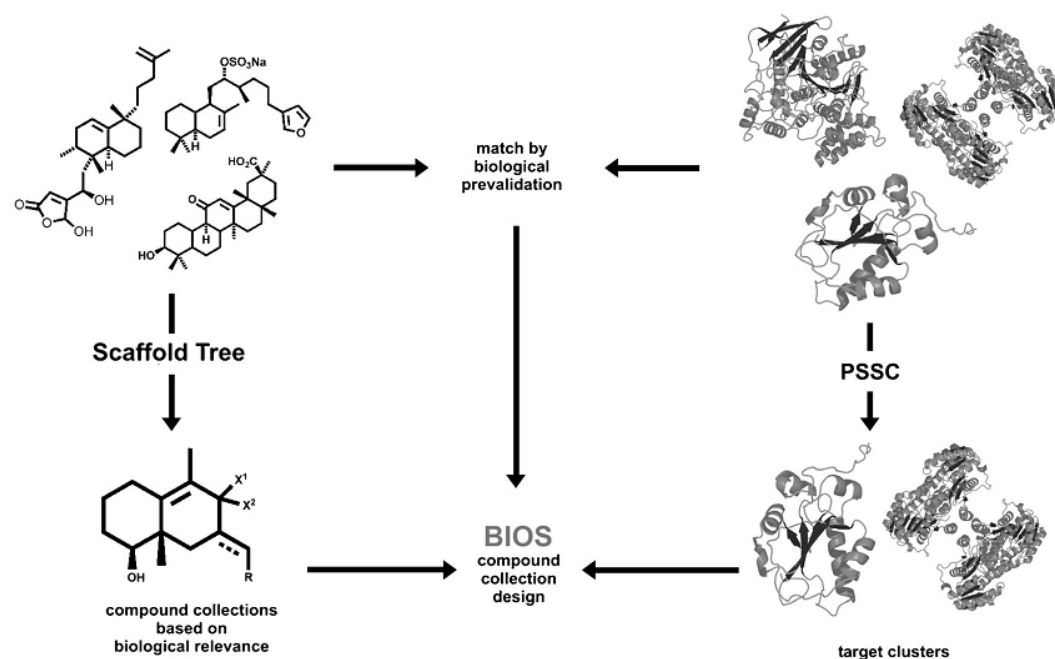 OSO₃Na
H
O
H
OH
O
O
OH
HO₂C
O
H
HO
match by
biological
prevalidation
Scaffold Tree
PSSC
X¹
X²
OH
R
BIOS
compound
collection
design
compound collections
based on
biological relevance
target clusters